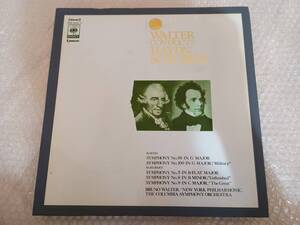 WALTER
CONDUCTS
HAYDN
SCHUBERT
HAYDN
SYMPHONY No.88 IN G MAJOR
SYMPHONY No.100 IN G MAJOR "Military"
SCHUBERT
SYMPHONY No.5 IN B-FLAT MAJOR
SYMPHONY No.8 IN B MINOR "Unfinished"
SYMPHONY No.9 IN C MAJOR "The Great"
BRUNO WALTER/NEW YORK PHILHARMONIC
THE COLUMBIA SYMPHONY ORCHESTRA